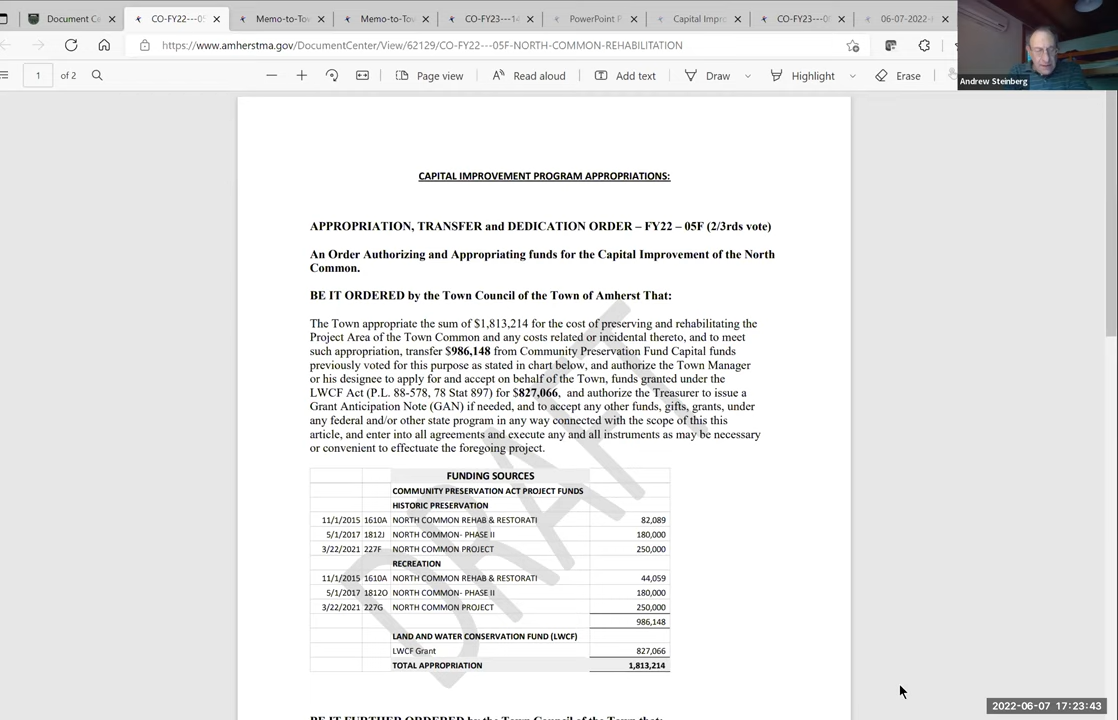 Document Ce
CO-FY22---05
Memo-to-Tow
Memo-to-Tow
CO-FY23---14
PowerPoint P
Capital Impro
CO-FY23---0
06-07-2022-
https://www.amherstma.gov/DocumentCenter/View/62129/CO-FY22---05F-NORTH-COMMON-REHABILITATION
1 of 2
Page view
Read aloud
Add text
Draw
Highlight
Erase
Andrew Steinberg
CAPITAL IMPROVEMENT PROGRAM APPROPRIATIONS:
APPROPRIATION, TRANSFER and DEDICATION ORDER – FY22 – 05F (2/3rds vote)
An Order Authorizing and Appropriating funds for the Capital Improvement of the North
Common.
BE IT ORDERED by the Town Council of the Town of Amherst That:
The Town appropriate the sum of $1,813,214 for the cost of preserving and rehabilitating the
Project Area of the Town Common and any costs related or incidental thereto, and to meet
such appropriation, transfer $986,148 from Community Preservation Fund Capital funds
previously voted for this purpose as stated in chart below, and authorize the Town Manager
or his designee to apply for and accept on behalf of the Town, funds granted under the
LWCF Act (P.L. 88-578, 78 Stat 897) for $827,066, and authorize the Treasurer to issue a
Grant Anticipation Note (GAN) if needed, and to accept any other funds, gifts, grants, under
any federal and/or other state program in any way connected with the scope of this this
article, and enter into all agreements and execute any and all instruments as may be necessary
or convenient to effectuate the foregoing project.
DRAFT
FUNDING SOURCES
COMMUNITY PRESERVATION ACT PROJECT FUNDS
HISTORIC PRESERVATION
11/1/2015 1610A NORTH COMMON REHAB & RESTORATI 82,089
5/1/2017 1812J NORTH COMMON- PHASE II 180,000
3/22/2021 227F NORTH COMMON PROJECT 250,000
RECREATION
11/1/2015 1610A NORTH COMMON REHAB & RESTORATI 44,059
5/1/2017 1812O NORTH COMMON- PHASE II 180,000
3/22/2021 227G NORTH COMMON PROJECT 250,000
986,148
LAND AND WATER CONSERVATION FUND (LWCF)
LWCF Grant 827,066
TOTAL APPROPRIATION 1,813,214
BE IT FURTHER ORDERED by the Town Council of the Town that:
2022-06-07 17:23:43